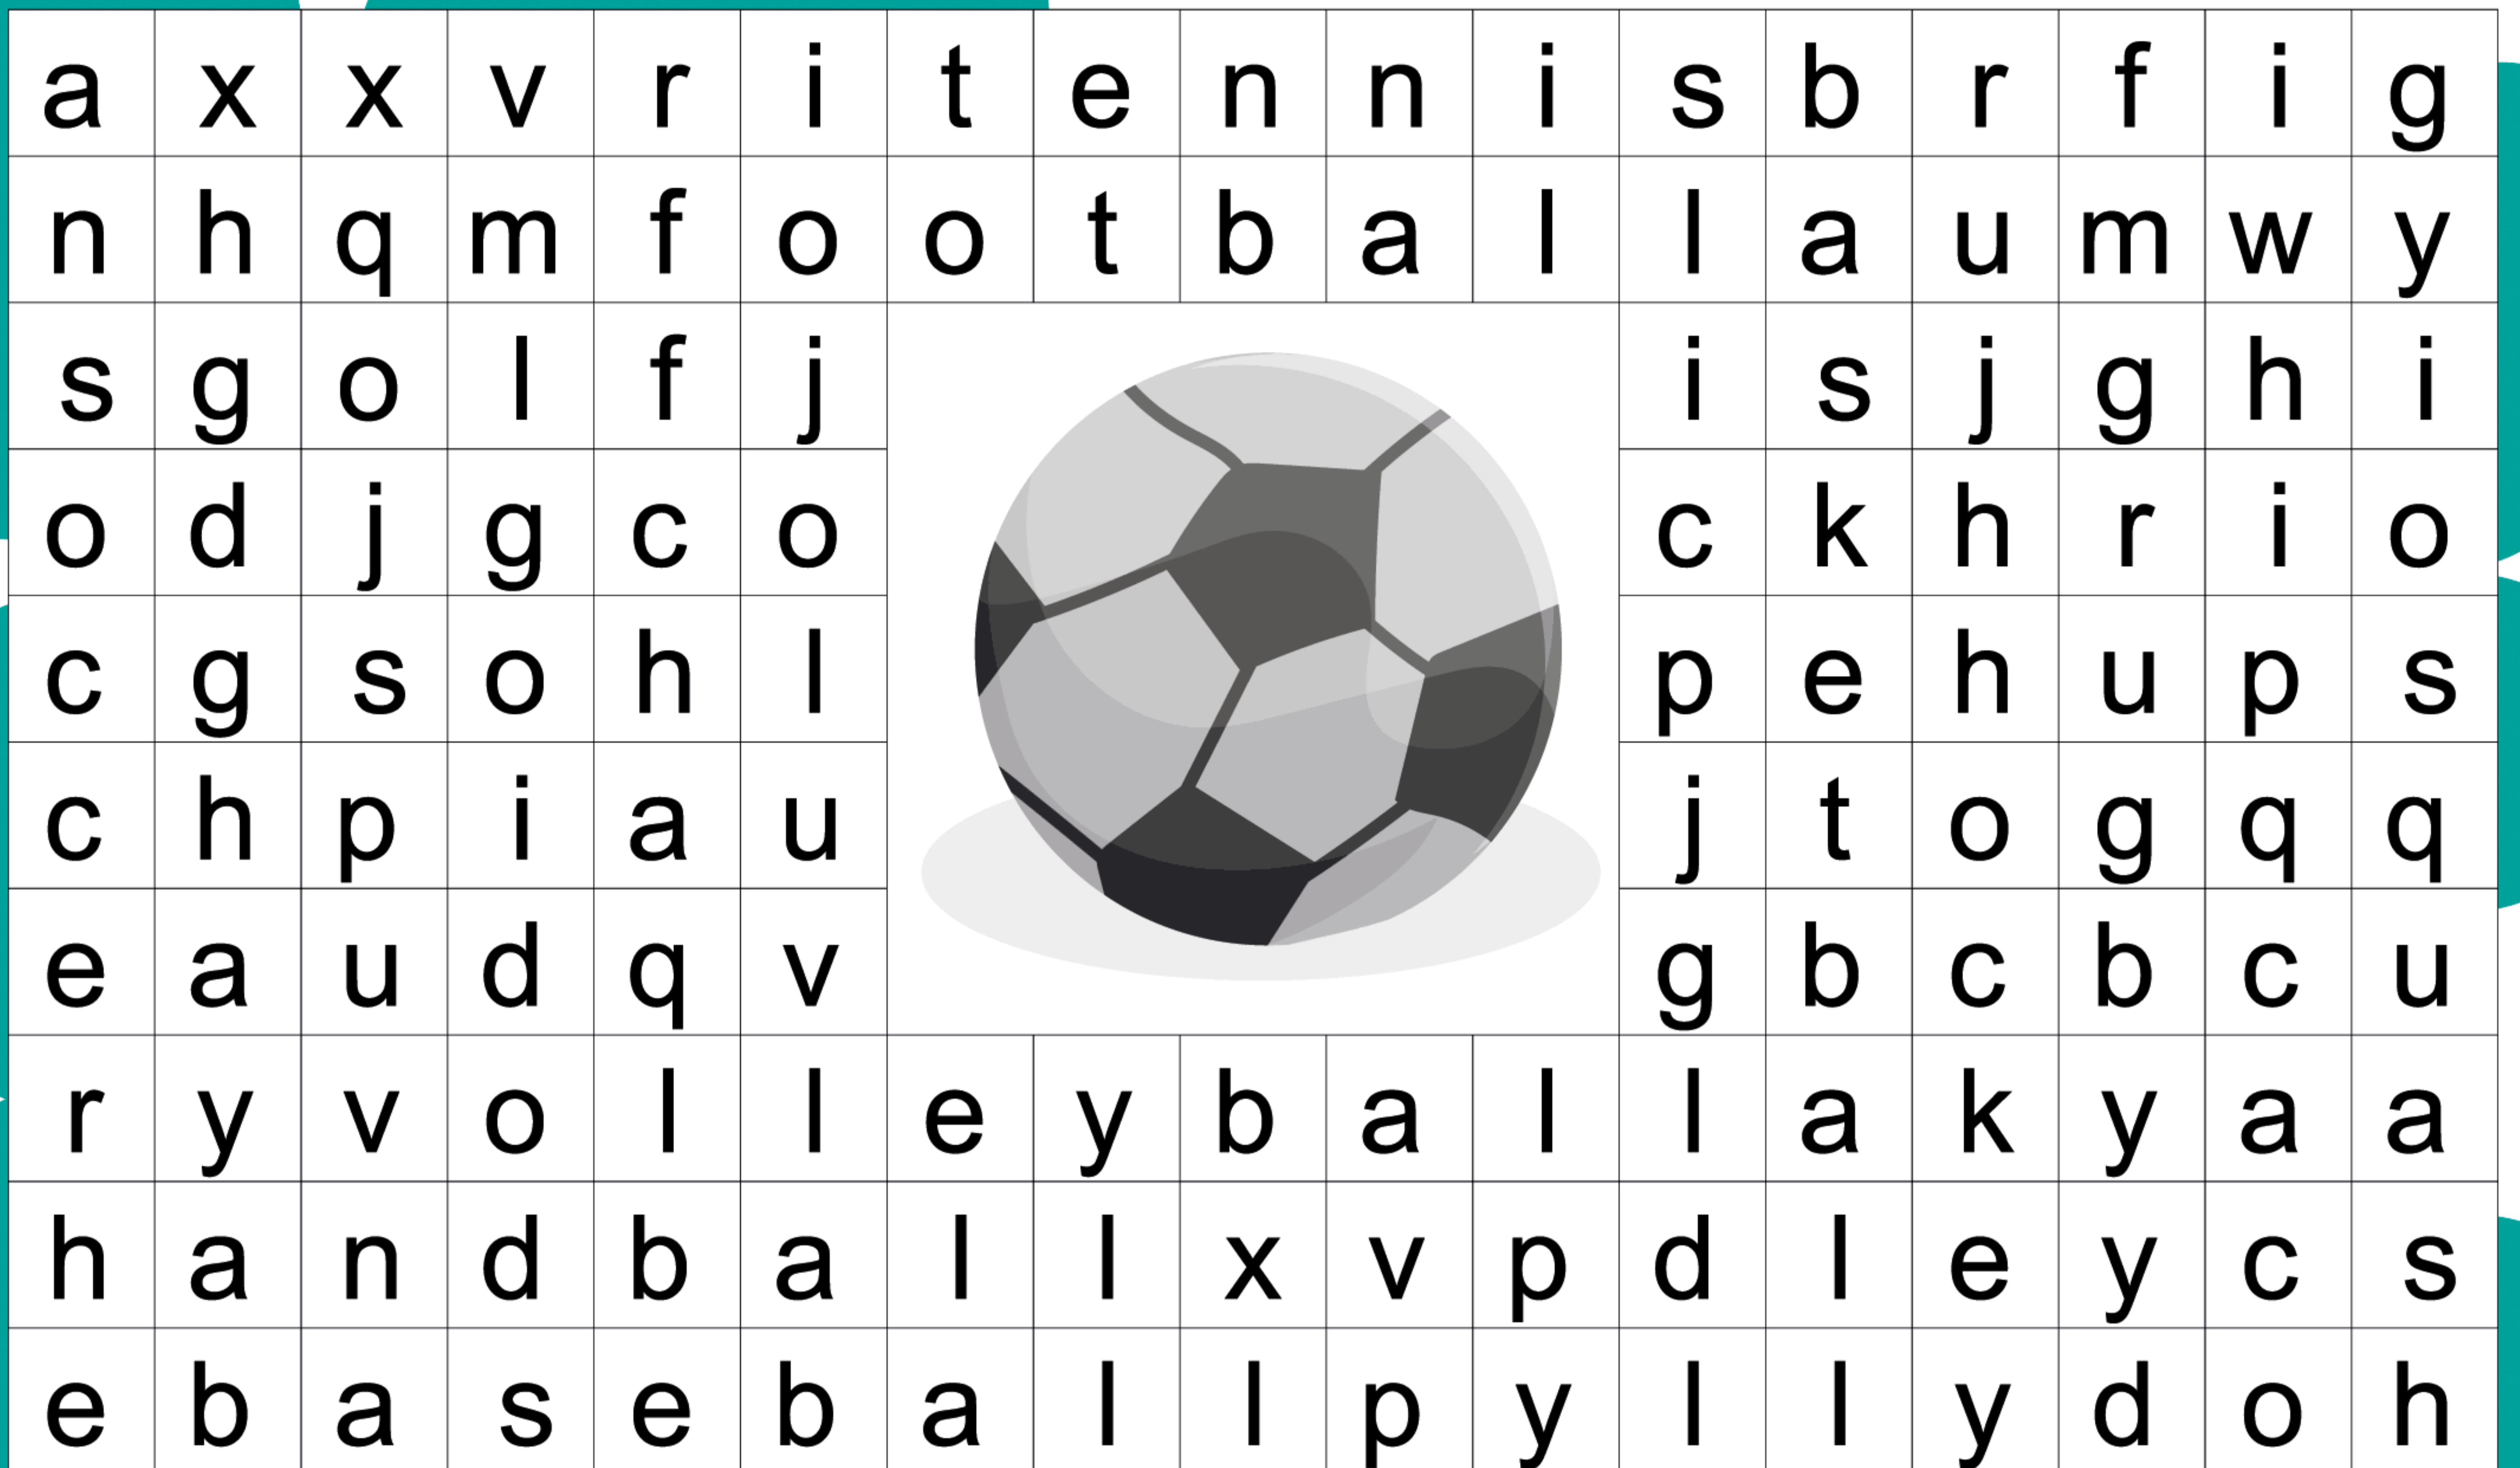 a x x v r i t e n n i s b r f i g
n h q m f o o t b a l l a u m w y
s g o l f j i s j g h i
o d j g c o c k h r i o
c g s o h l p e h u p s
c h p i a u j t o g q q
e a u d q v g b c b c u
r y v o l l e y b a l l a k y a a
h a n d b a l l x v p d l e y c s
e b a s e b a l l p y l l y d o h